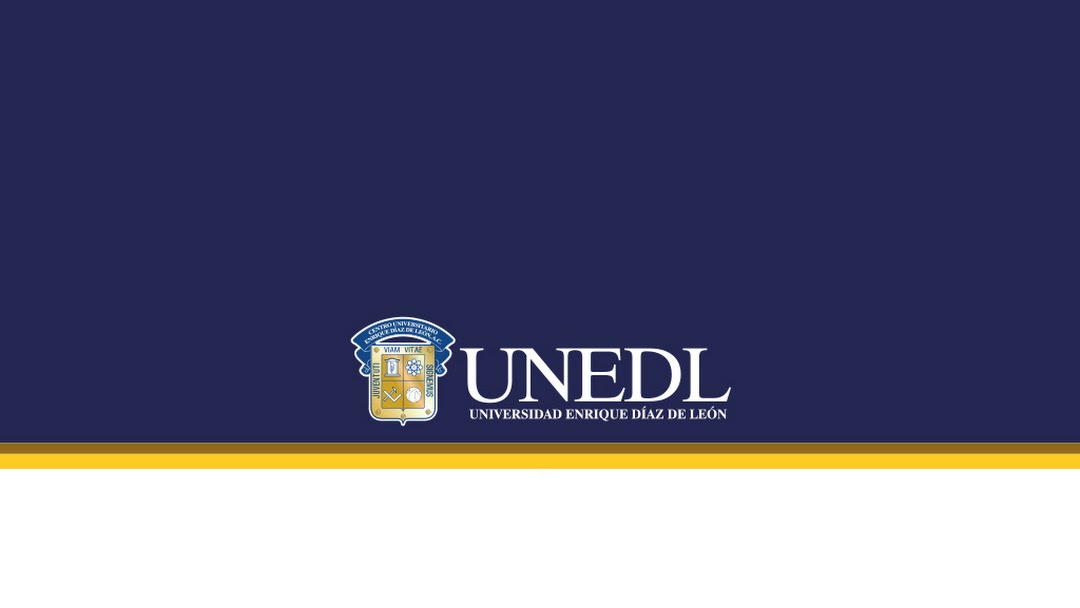 CENTRO UNIVERSITARIO
ENRIQUE DÍAZ DE LEÓN, A.C.
VIAM VITAE
JUVENTUTI
SIGNEMUS
UNEDL
UNIVERSIDAD ENRIQUE DÍAZ DE LEÓN